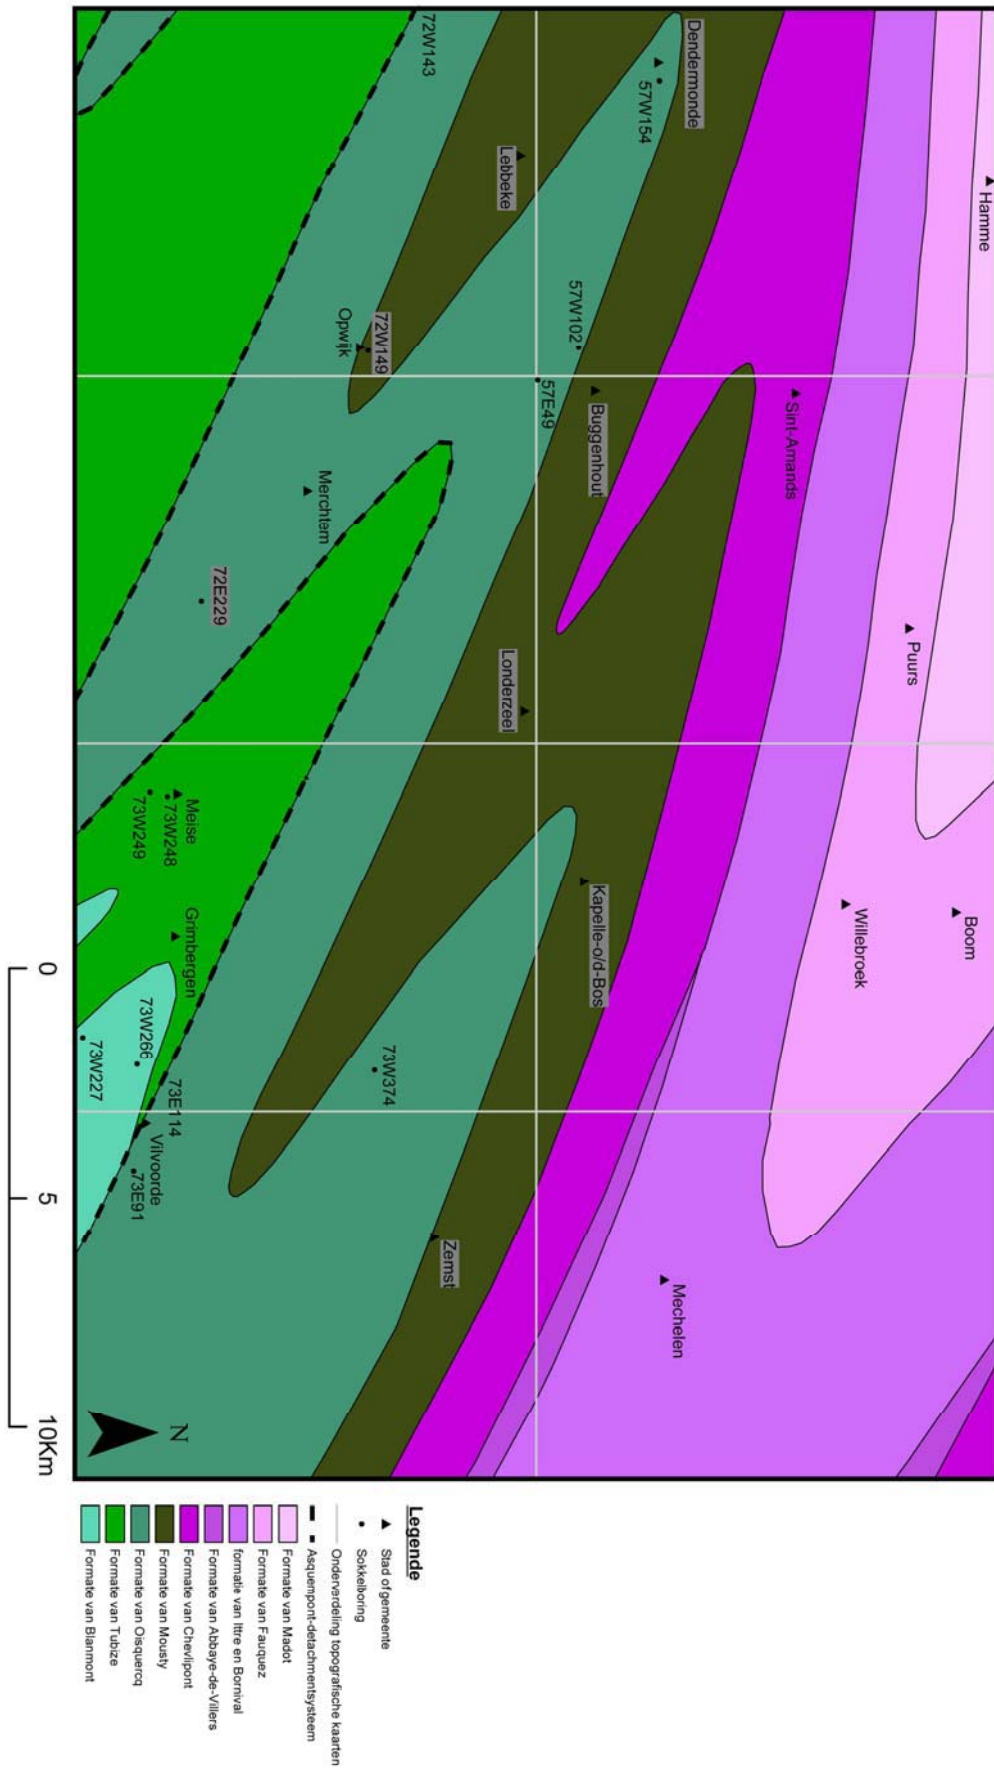 Hamme
Dendermonde
57W154
72W143
Lebbeke
57W102
Opwijk
72W149
57E49
Buggenhout
Sint-Amands
Merchtem
72E229
Puurs
Londerzeel
Meise
73W248
73W249
Grimbergen
Kapelle-o/d-Bos
Willebroek
Boom
73W266
73W227
73W374
73E114
Vilvoorde
73E91
Zemst
Mechelen
N
0
5
10Km
Legende
Stad of gemeente
Sokkelboring
Onderverdeling topografische kaarten
Asquempont-detachmentsysteem
Formatie van Madot
Formatie van Fauquez
formatie van Ittre en Bornival
Formatie van Abbaye-de-Villers
Formatie van Chevlipont
Formatie van Mousty
Formatie van Oisquercq
Formatie van Tubize
Formatie van Blanmont